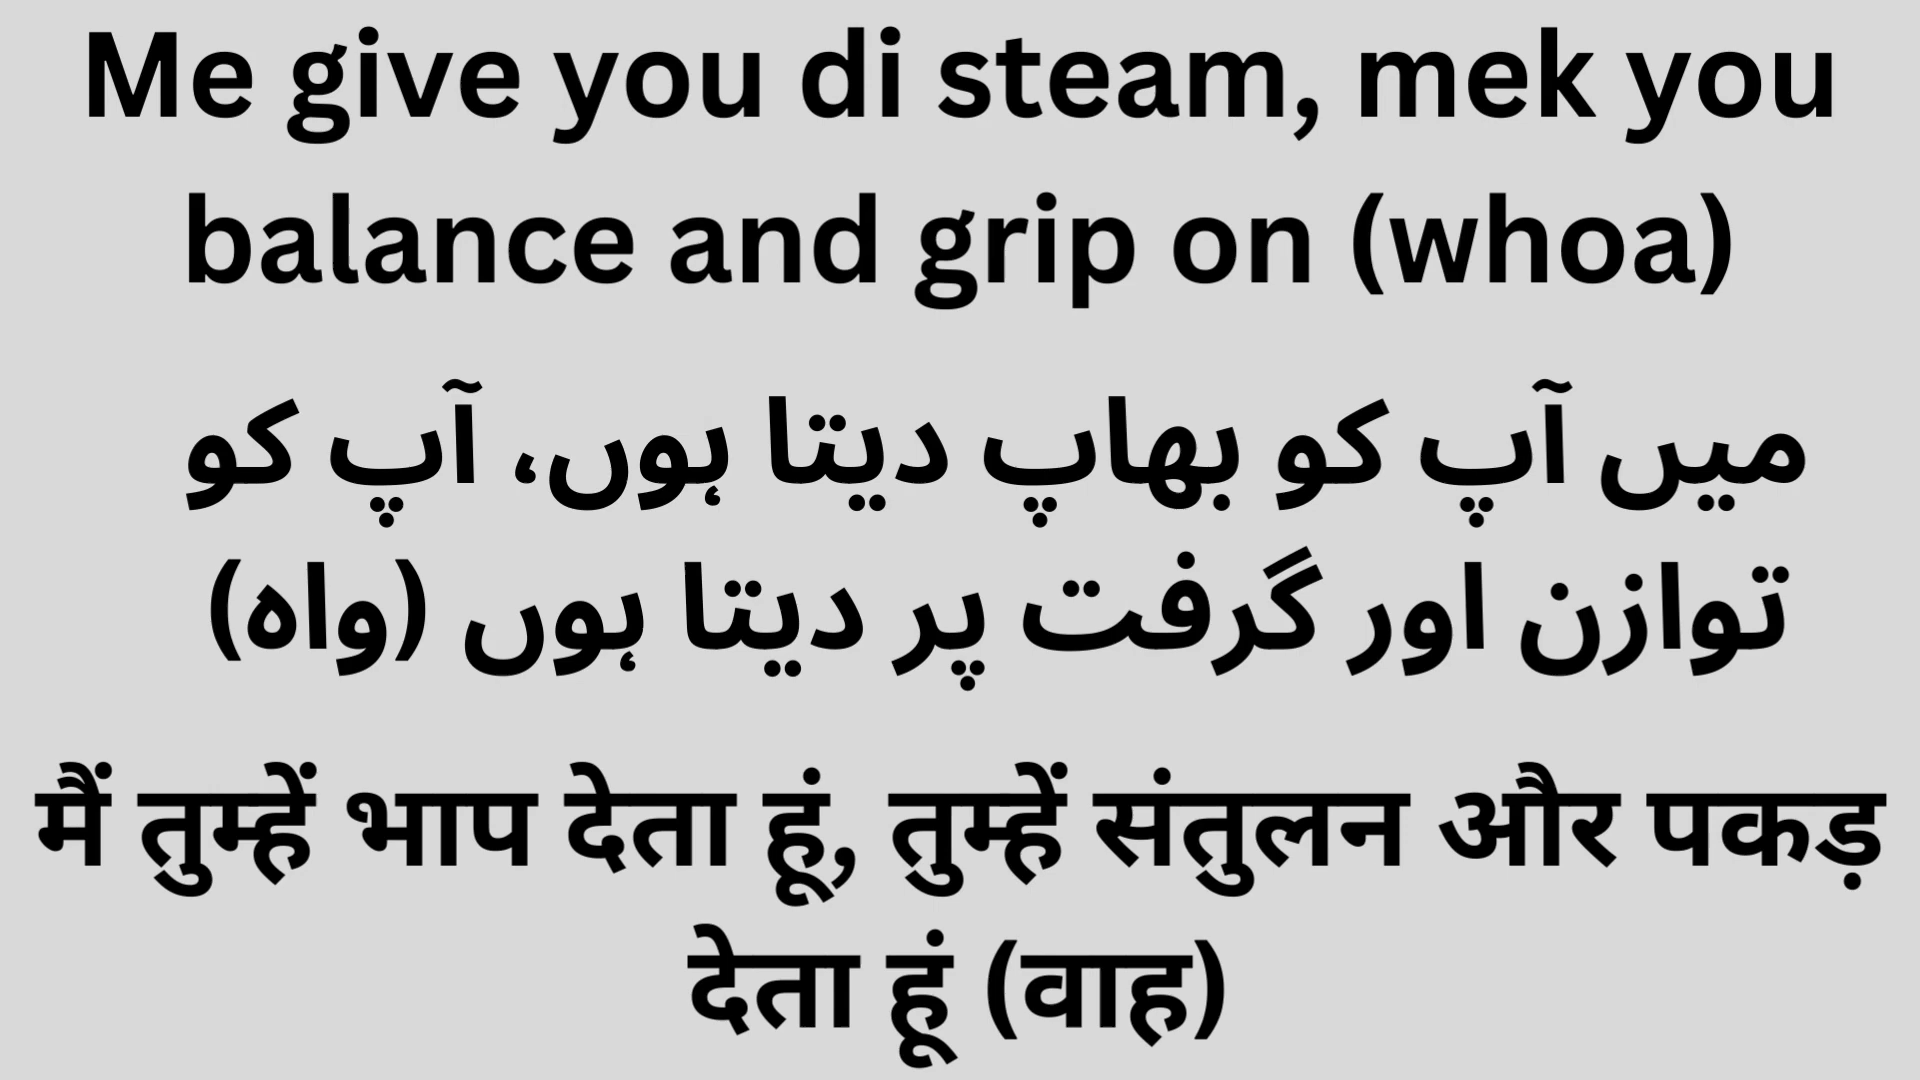 Me give you di steam, mek you
balance and grip on (whoa)
میں آپ کو بھاپ دیتا ہوں، آپ کو
توازن اور گرفت پر دیتا ہوں (واہ)
मैं तुम्हें भाप देता हूं, तुम्हें संतुलन और पकड़
देता हूं (वाह)